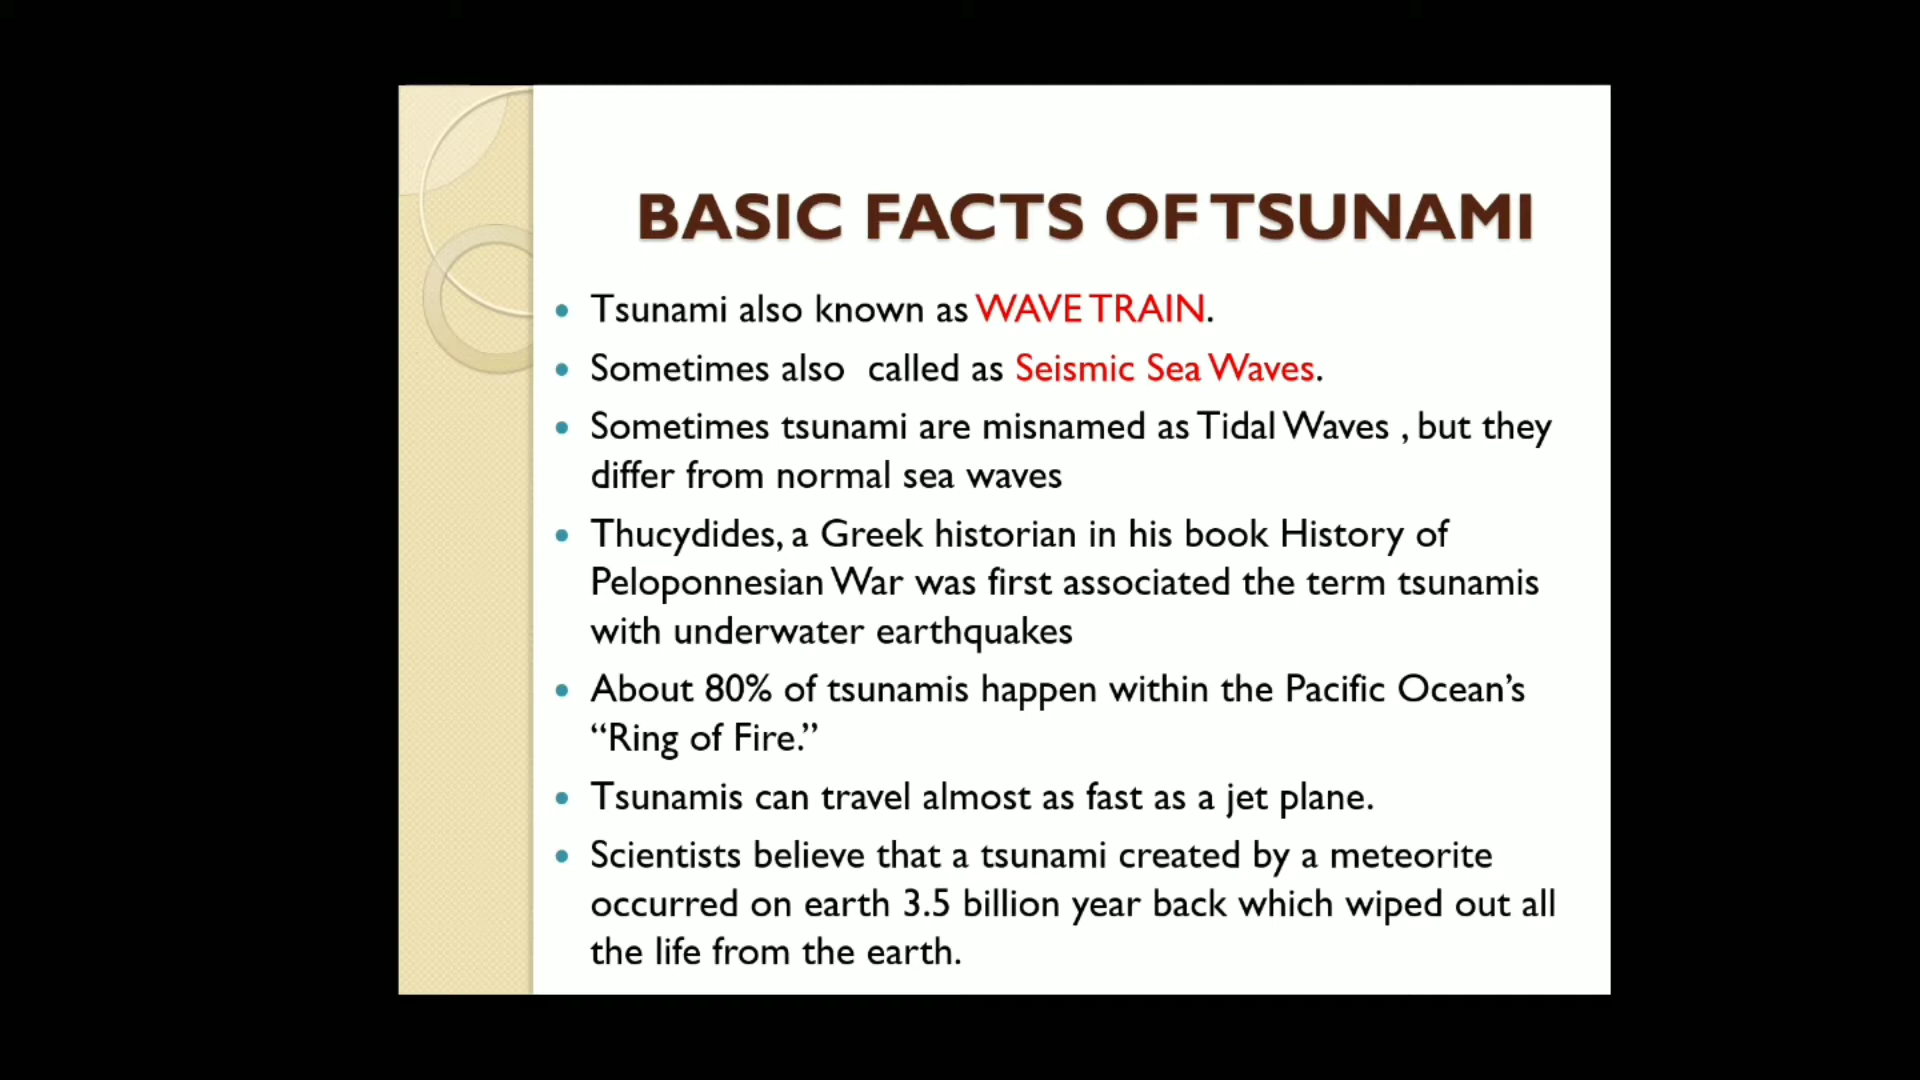 BASIC FACTS OF TSUNAMI
• Tsunami also known as WAVE TRAIN.
• Sometimes also called as Seismic Sea Waves.
• Sometimes tsunami are misnamed as Tidal Waves , but they
differ from normal sea waves
• Thucydides, a Greek historian in his book History of
Peloponnesian War was first associated the term tsunamis
with underwater earthquakes
• About 80% of tsunamis happen within the Pacific Ocean’s
“Ring of Fire.”
• Tsunamis can travel almost as fast as a jet plane.
• Scientists believe that a tsunami created by a meteorite
occurred on earth 3.5 billion year back which wiped out all
the life from the earth.